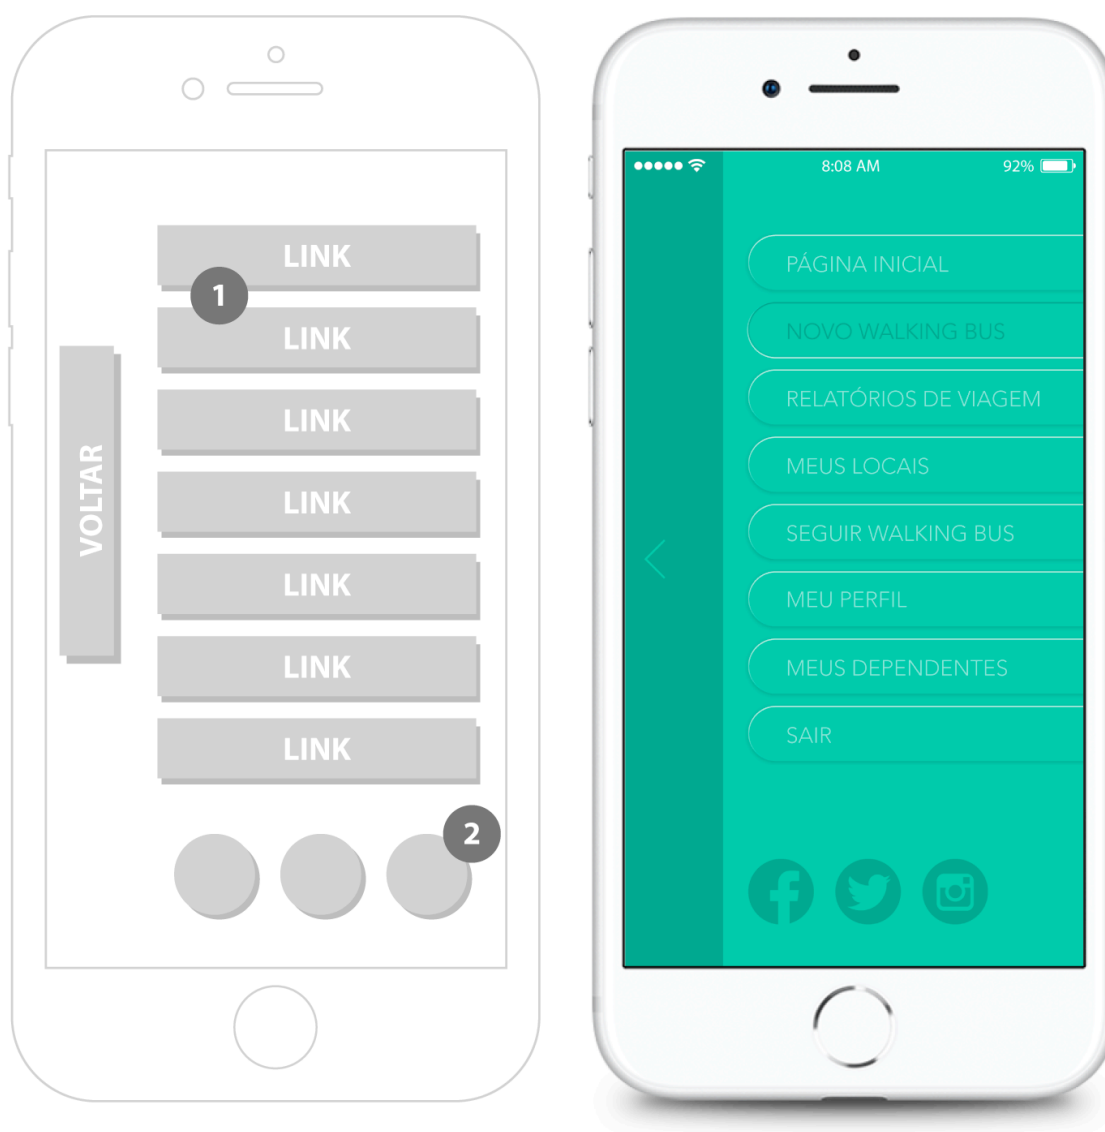 LINK
1
LINK
LINK
LINK
LINK
LINK
LINK
VOLTAR
2
8:08 AM
92%
PÁGINA INICIAL
NOVO WALKING BUS
RELATÓRIOS DE VIAGEM
MEUS LOCAIS
SEGUIR WALKING BUS
MEU PERFIL
MEUS DEPENDENTES
SAIR